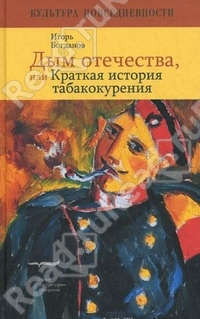 КУЛЬТУРА ПОВСЕДНЕВНОСТИ
Игорь
Богданов
Дым отечества,
или Краткая история
табакокурения